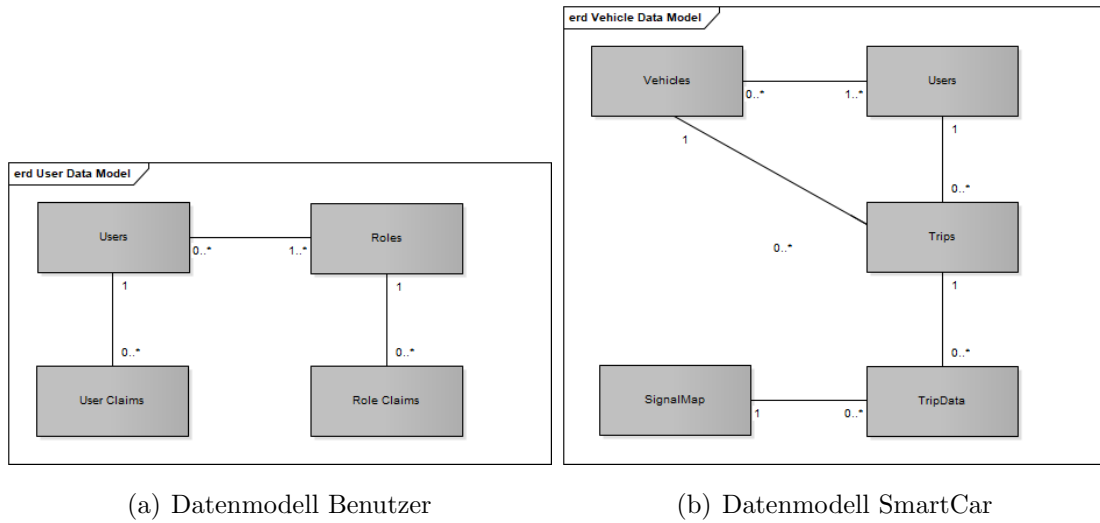 erd User Data Model
Users
0..*
1..*
Roles
1
1
0..*
0..*
User Claims
Role Claims
(a) Datenmodell Benutzer
erd Vehicle Data Model
Vehicles
0..*
1..*
Users
1
1
0..*
Trips
0..*
1
0..*
SignalMap
1
0..*
TripData
(b) Datenmodell SmartCar